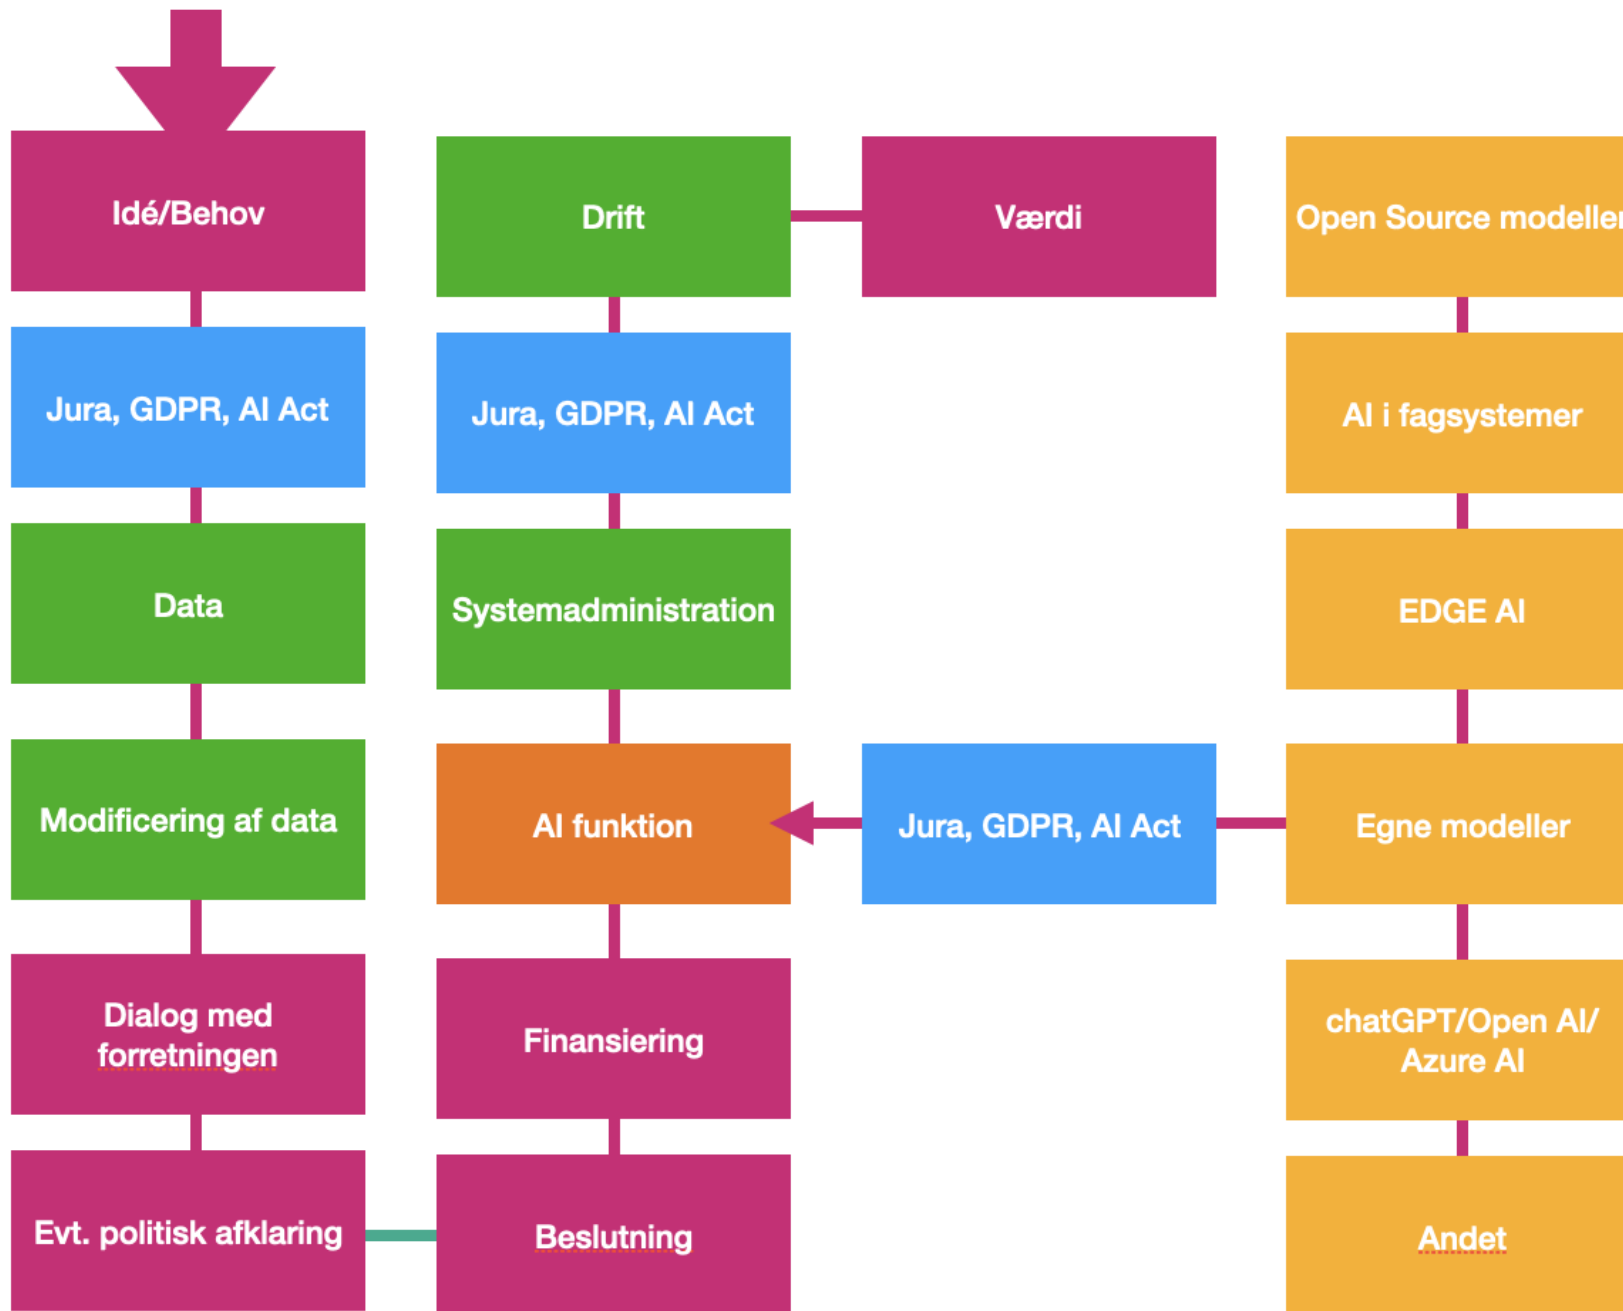 Idé/Behov
Jura, GDPR, AI Act
Data
Modificering af data
Dialog med
forretningen
Evt. politisk afklaring
Drift
Jura, GDPR, AI Act
Systemadministration
AI funktion
Finansiering
Beslutning
Værdi
Jura, GDPR, AI Act
Open Source modeller
AI i fagsystemer
EDGE AI
Egne modeller
chatGPT/Open AI/
Azure AI
Andet